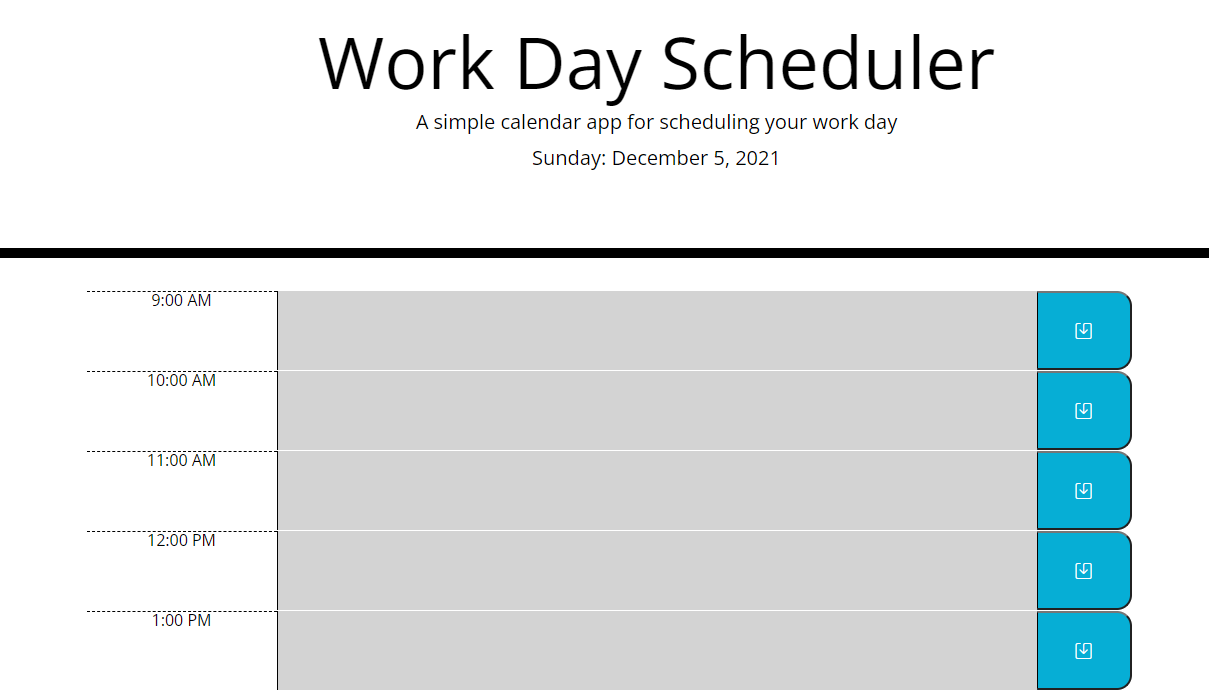 Work Day Scheduler
A simple calendar app for scheduling your work day
Sunday: December 5, 2021
9:00 AM
10:00 AM
11:00 AM
12:00 PM
1:00 PM